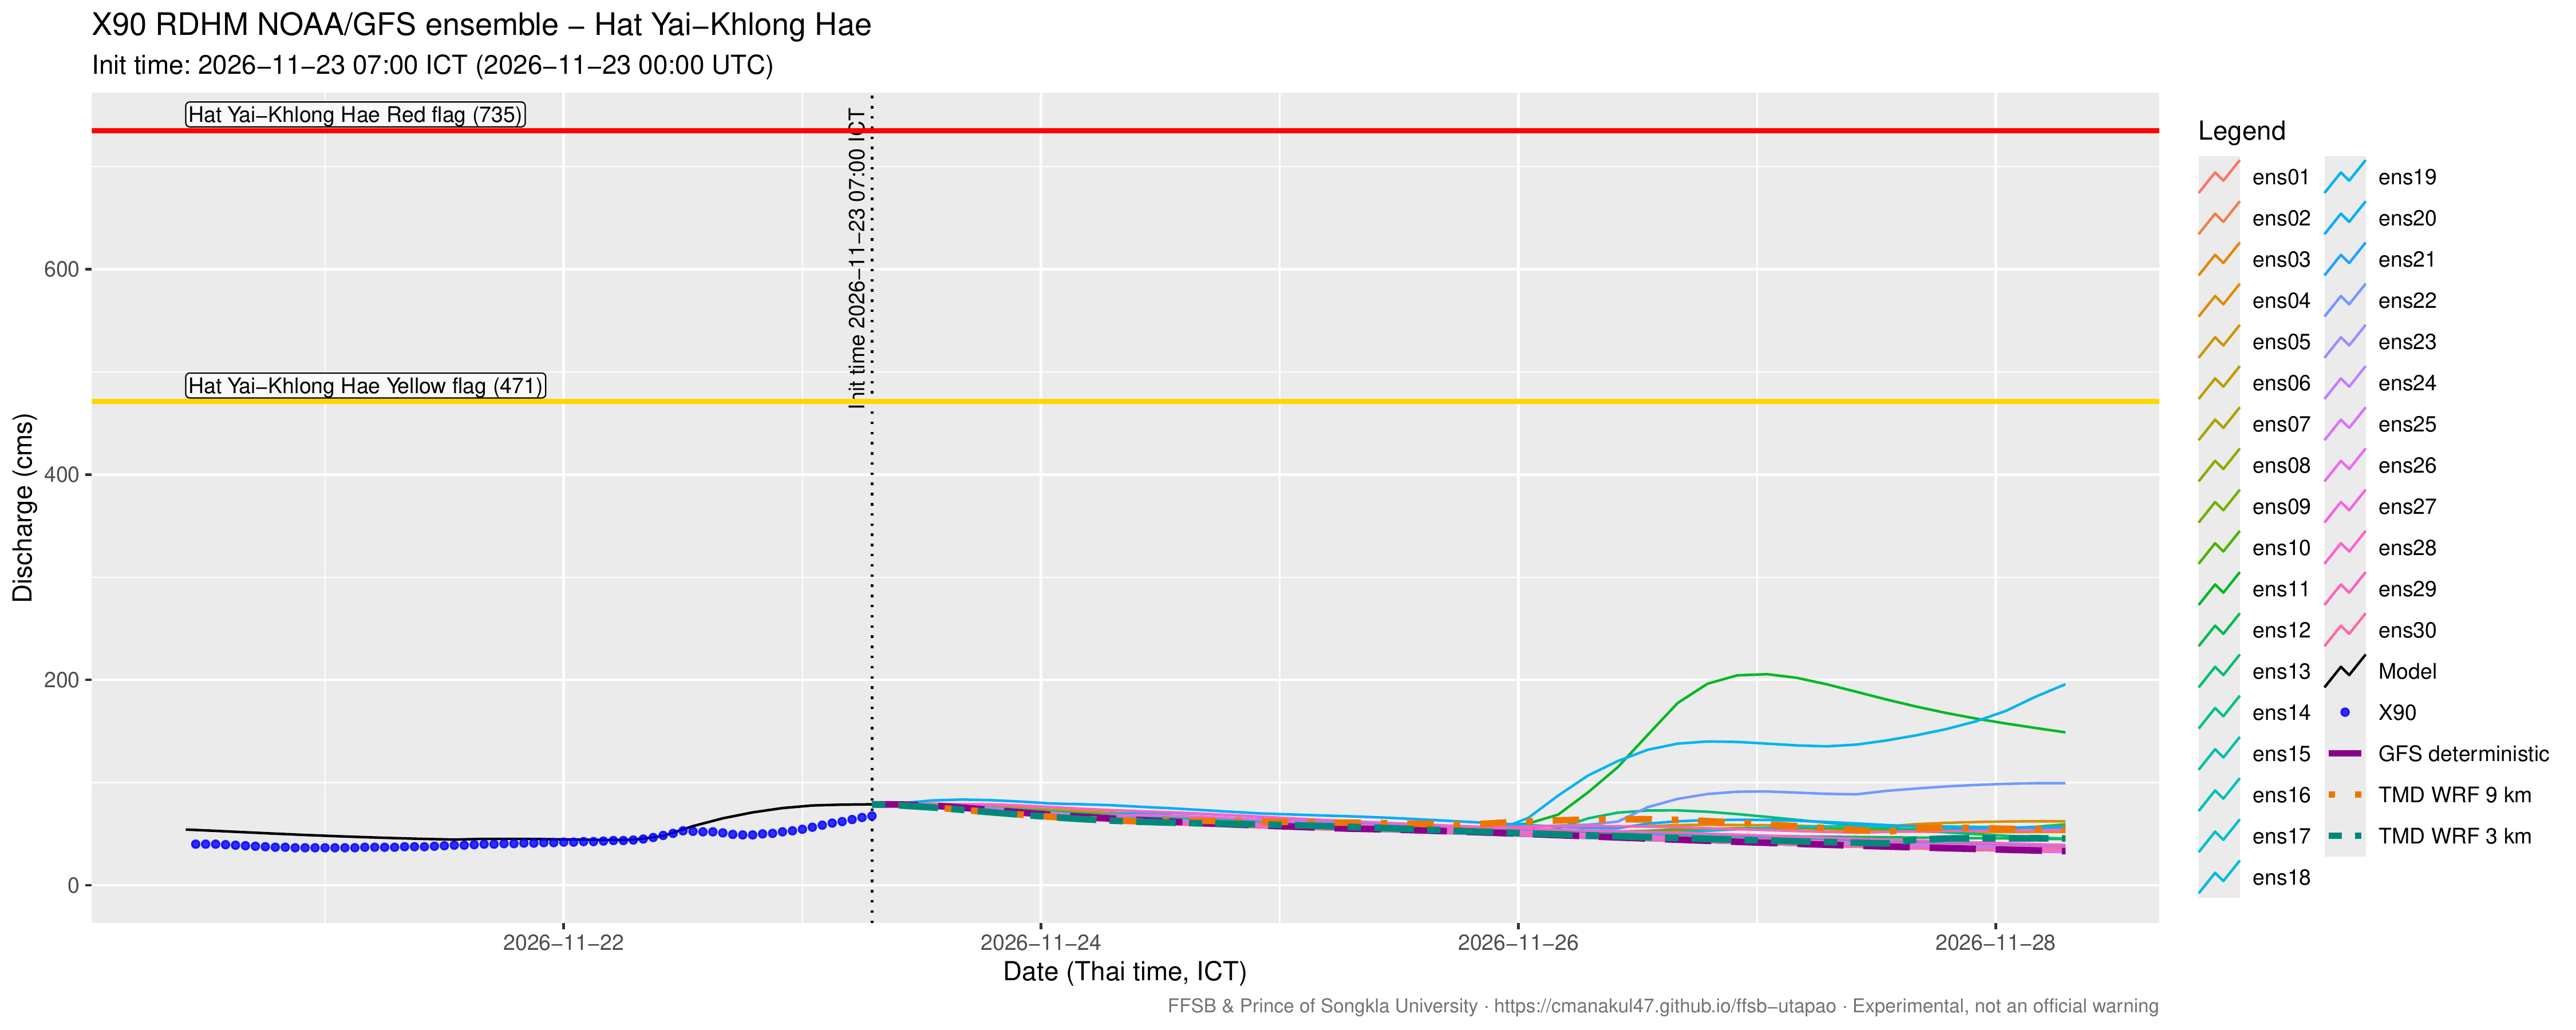 X90 RDHM NOAA/GFS ensemble – Hat Yai–Khlong Hae
Init time: 2026–11–23 07:00 ICT (2026–11–23 00:00 UTC)
Hat Yai–Khlong Hae Red flag (735)
Hat Yai–Khlong Hae Yellow flag (471)
Init time 2026–11–23 07:00 ICT
Discharge (cms)
600
400
200
0
2026–11–22
2026–11–24
2026–11–26
2026–11–28
Date (Thai time, ICT)
Legend
ens01
ens02
ens03
ens04
ens05
ens06
ens07
ens08
ens09
ens10
ens11
ens12
ens13
ens14
ens15
ens16
ens17
ens18
ens19
ens20
ens21
ens22
ens23
ens24
ens25
ens26
ens27
ens28
ens29
ens30
Model
X90
GFS deterministic
TMD WRF 9 km
TMD WRF 3 km
FFSB & Prince of Songkla University · https://cmanakul47.github.io/ffsb–utapao · Experimental, not an official warning